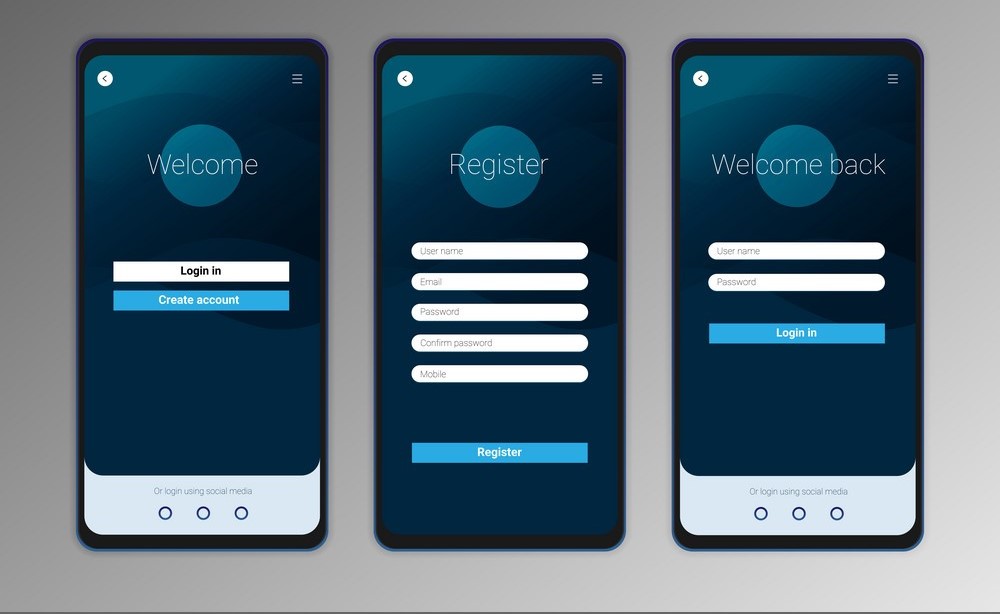 Welcome
Login in
Create account
Or login using social media
Register
User name
Email
Password
Confirm password
Mobile
Register
Welcome back
User name
Password
Login in
Or login using social media